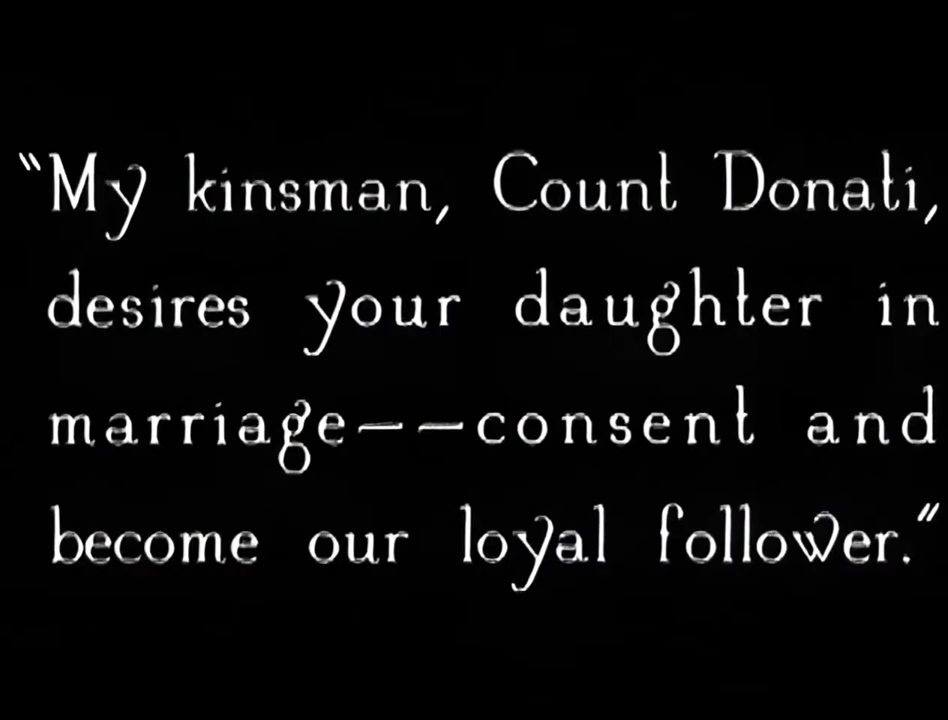 "My kinsman, Count Donati,
desires your daughter in
marriage--consent and
become our loyal follower."